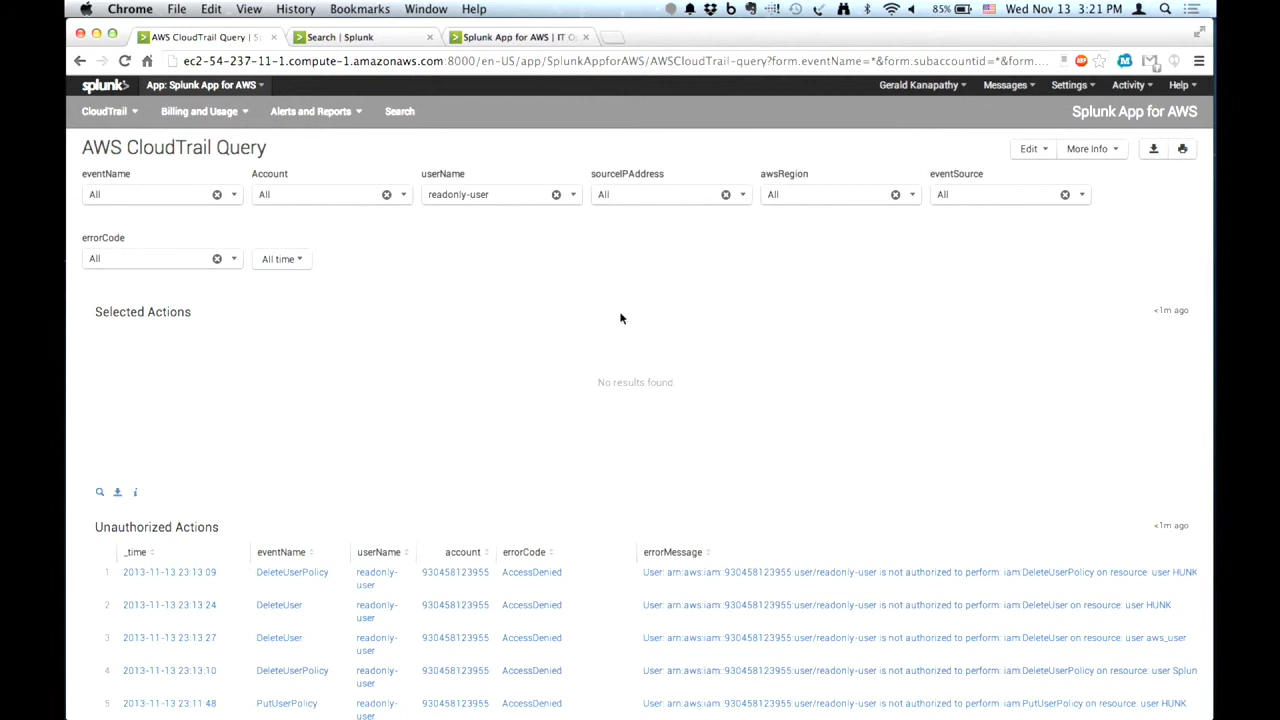 Chrome File Edit View History Bookmarks Window Help 85% Wed Nov 13 3:21 PM
AWS CloudTrail Query | S Search | Splunk Splunk App for AWS | IT O
ec2-54-237-11-1.compute-1.amazonaws.com:8000/en-US/app/SplunkAppforAWS/AWSCloudTrail-query?form.eventName=*&form.subaccountid=*&form....
splunk> App: Splunk App for AWS Gerald Kanapathy Messages Settings Activity Help
CloudTrail Billing and Usage Alerts and Reports Search Splunk App for AWS
AWS CloudTrail Query Edit More Info
eventName Account userName sourceIPAddress awsRegion eventSource
All All readonly-user All All All
errorCode
All All time
Selected Actions <1m ago
No results found.
i
Unauthorized Actions <1m ago
_time eventName userName account errorCode errorMessage
1 2013-11-13 23:13:09 DeleteUserPolicy readonly- 930458123955 AccessDenied User: arn:aws:iam::930458123955:user/readonly-user is not authorized to perform: iam:DeleteUserPolicy on resource: user HUNK
user
2 2013-11-13 23:13:24 DeleteUser readonly- 930458123955 AccessDenied User: arn:aws:iam::930458123955:user/readonly-user is not authorized to perform: iam:DeleteUser on resource: user HUNK
user
3 2013-11-13 23:13:27 DeleteUser readonly- 930458123955 AccessDenied User: arn:aws:iam::930458123955:user/readonly-user is not authorized to perform: iam:DeleteUser on resource: user aws_user
user
4 2013-11-13 23:13:10 DeleteUserPolicy readonly- 930458123955 AccessDenied User: arn:aws:iam::930458123955:user/readonly-user is not authorized to perform: iam:DeleteUserPolicy on resource: user Splun
user
5 2013-11-13 23:11:48 PutUserPolicy readonly- 930458123955 AccessDenied User: arn:aws:iam::930458123955:user/readonly-user is not authorized to perform: iam:PutUserPolicy on resource: user HUNK
user